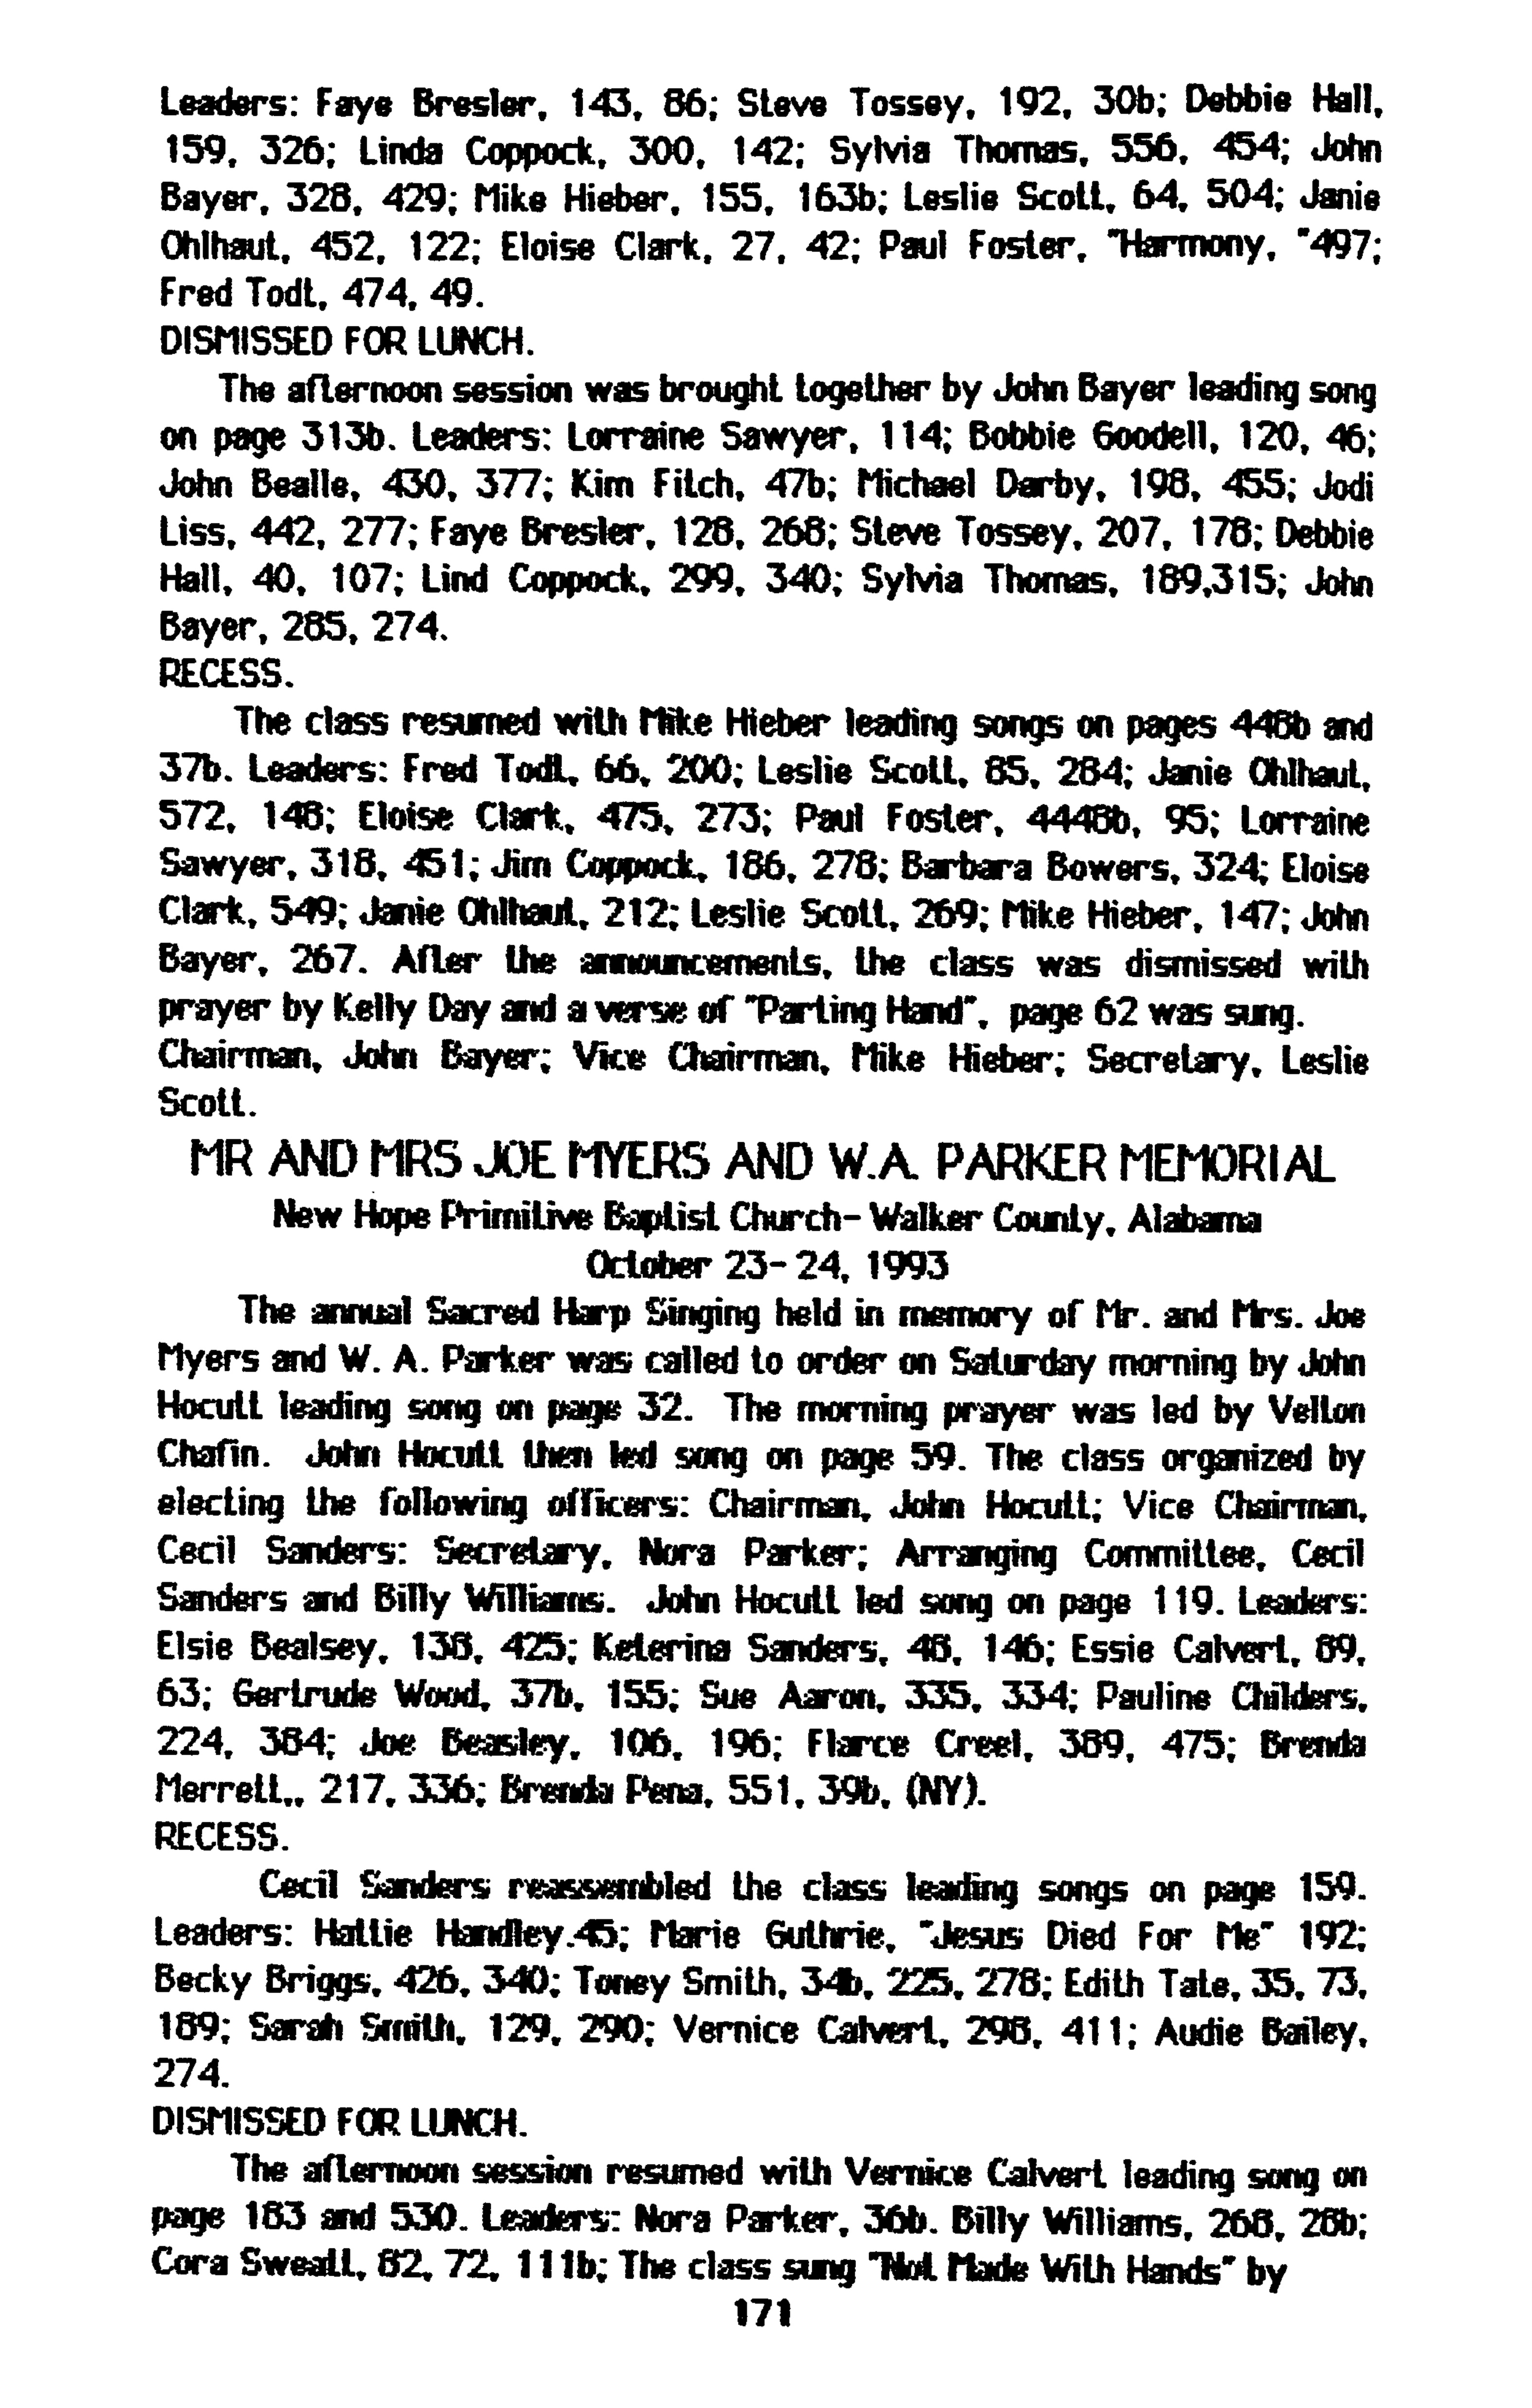 Leaders: Faye Bresler, 143, 86; Steve Tossey, 192, 30b; Debbie Hall,
159, 326; Linda Coppock, 300, 142; Sylvia Thomas, 556, 454; John
Bayer, 328, 429; Mike Hieber, 155, 163b; Leslie Scott, 64, 504; Janie
Ohlhaut, 452, 122; Eloise Clark, 27, 42; Paul Foster, "Harmony, "497;
Fred Todt, 474, 49.
DISMISSED FOR LUNCH.
The afternoon session was brought together by John Bayer leading song
on page 313b. Leaders: Lorraine Sawyer, 114; Bobbie Goodell, 120, 46;
John Bealle, 430, 377; Kim Fitch, 47b; Michael Darby, 198, 455; Jodi
Liss, 442, 277; Faye Bresler, 128, 268; Steve Tossey, 207, 178; Debbie
Hall, 40, 107; Lind Coppock, 299, 340; Sylvia Thomas, 189,315; John
Bayer, 285, 274.
RECESS.
The class resumed with Mike Hieber leading songs on pages 448b and
37b. Leaders: Fred Todt, 66, 200; Leslie Scott, 85, 284; Janie Ohlhaut,
572, 148; Eloise Clark, 475, 273; Paul Foster, 4448b, 95; Lorraine
Sawyer, 318, 451; Jim Coppock, 186, 278; Barbara Bowers, 324; Eloise
Clark, 549; Janie Ohlhaut, 212; Leslie Scott, 269; Mike Hieber, 147; John
Bayer, 267. After the announcements, the class was dismissed with
prayer by Kelly Day and a verse of "Parting Hand", page 62 was sung.
Chairman, John Bayer; Vice Chairman, Mike Hieber; Secretary, Leslie
Scott.
MR AND MRS JOE MYERS AND W.A. PARKER MEMORIAL
New Hope Primitive Baptist Church- Walker County, Alabama
October 23- 24, 1993
The annual Sacred Harp Singing held in memory of Mr. and Mrs. Joe
Myers and W. A. Parker was called to order on Saturday morning by John
Hocutt leading song on page 32. The morning prayer was led by Velton
Chafin. John Hocutt then led song on page 59. The class organized by
electing the following officers: Chairman, John Hocutt; Vice Chairman,
Cecil Sanders: Secretary, Nora Parker; Arranging Committee, Cecil
Sanders and Billy Williams. John Hocutt led song on page 119. Leaders:
Elsie Bealsey, 138, 425; Keterina Sanders, 48, 146; Essie Calvert, 89,
63; Gertrude Wood, 37b, 155; Sue Aaron, 335, 334; Pauline Childers,
224, 384; Joe Beasley, 106, 196; Flarce Creel, 389, 475; Brenda
Merrett,, 217, 336; Brenda Pena, 551, 39b, (NY).
RECESS.
Cecil Sanders reassembled the class leading songs on page 159.
Leaders: Hattie Handley.45; Marie Guthrie, "Jesus Died For Me" 192;
Becky Briggs, 426, 340; Toney Smith, 34b, 225, 278; Edith Tate, 35, 73,
189; Sarah Smith, 129, 290; Vernice Calvert, 298, 411; Audie Bailey,
274.
DISMISSED FOR LUNCH.
The afternoon session resumed with Vernice Calvert leading song on
page 183 and 530. Leaders: Nora Parker, 36b. Billy Williams, 268, 28b;
Cora Sweatt, 82, 72, 111b; The class sung "Not Made With Hands" by
171